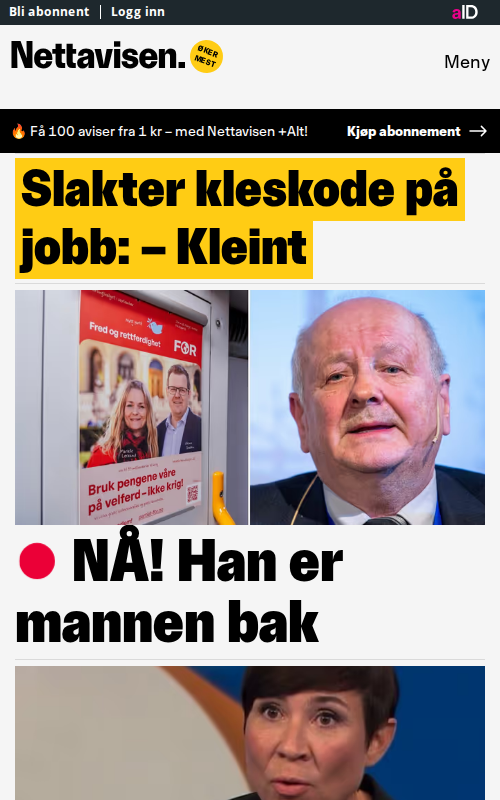 Bli abonnent
Logg inn
aID
Nettavisen.
ØKER
MEST
Meny
🔥 Få 100 aviser fra 1 kr – med Nettavisen +Alt!
Kjøp abonnement →
Slakter kleskode på
jobb: – Kleint
Fred og rettferdighet
FOR
Bruk pengene våre
på velferd – ikke krig!
NÅ! Han er
mannen bak